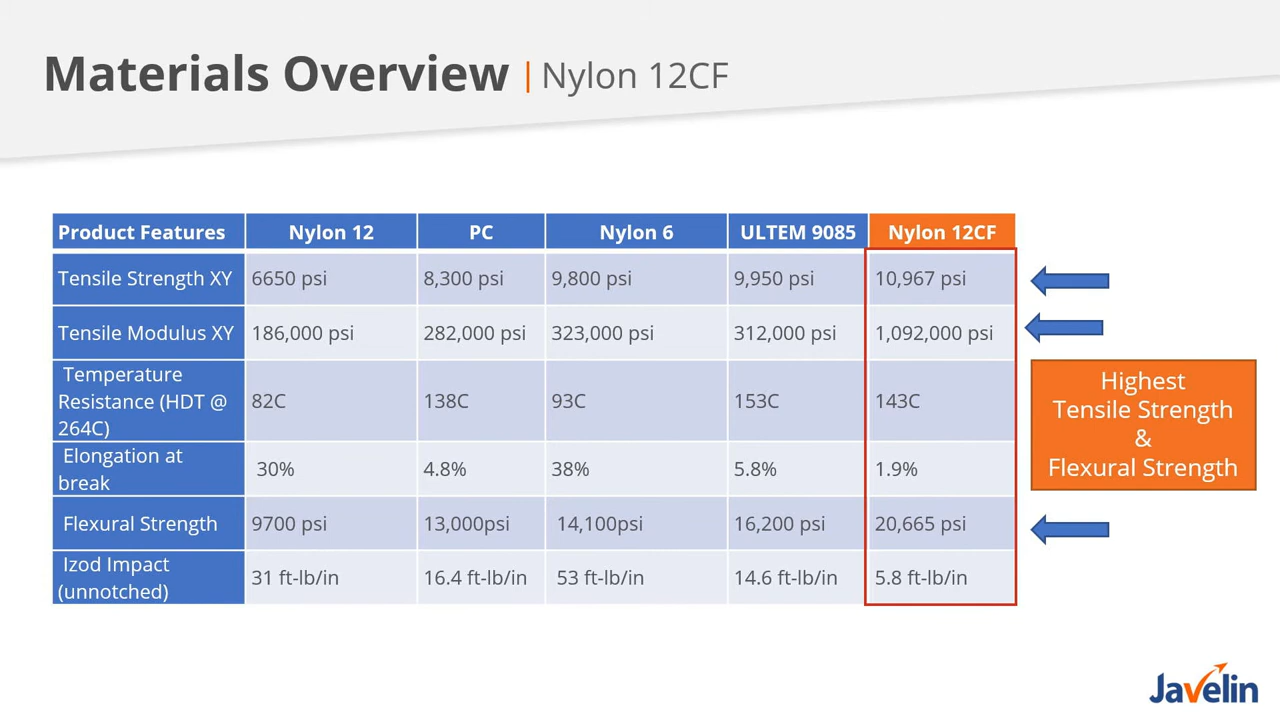 Materials Overview | Nylon 12CF
Product Features Nylon 12 PC Nylon 6 ULTEM 9085 Nylon 12CF
Tensile Strength XY 6650 psi 8,300 psi 9,800 psi 9,950 psi 10,967 psi
Tensile Modulus XY 186,000 psi 282,000 psi 323,000 psi 312,000 psi 1,092,000 psi
Temperature
Resistance (HDT @ 82C 138C 93C 153C 143C
264C)
Elongation at
break 30% 4.8% 38% 5.8% 1.9%
Flexural Strength 9700 psi 13,000psi 14,100psi 16,200 psi 20,665 psi
Izod Impact
(unnotched) 31 ft-lb/in 16.4 ft-lb/in 53 ft-lb/in 14.6 ft-lb/in 5.8 ft-lb/in
Highest
Tensile Strength
&
Flexural Strength
Javelin